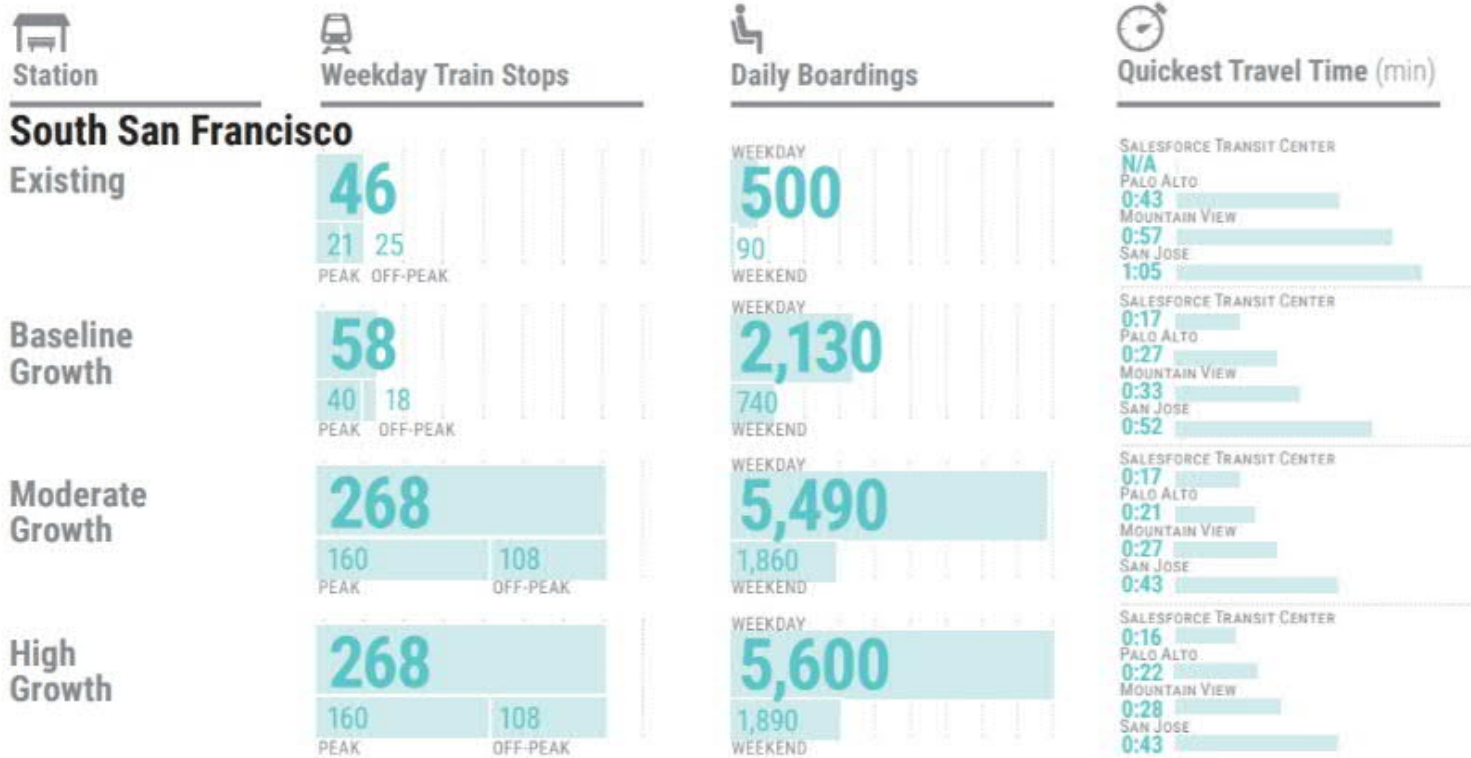 Station
Weekday Train Stops
Daily Boardings
Quickest Travel Time (min)
South San Francisco
Existing
46
21 25
PEAK OFF-PEAK
WEEKDAY
500
90
WEEKEND
SALESFORCE TRANSIT CENTER
N/A
PALO ALTO
0:43
MOUNTAIN VIEW
0:57
SAN JOSE
1:05
Baseline
Growth
58
40 18
PEAK OFF-PEAK
WEEKDAY
2,130
740
WEEKEND
SALESFORCE TRANSIT CENTER
0:17
PALO ALTO
0:27
MOUNTAIN VIEW
0:33
SAN JOSE
0:52
Moderate
Growth
268
160 108
PEAK OFF-PEAK
WEEKDAY
5,490
1,860
WEEKEND
SALESFORCE TRANSIT CENTER
0:17
PALO ALTO
0:21
MOUNTAIN VIEW
0:27
SAN JOSE
0:43
High
Growth
268
160 108
PEAK OFF-PEAK
WEEKDAY
5,600
1,890
WEEKEND
SALESFORCE TRANSIT CENTER
0:16
PALO ALTO
0:22
MOUNTAIN VIEW
0:28
SAN JOSE
0:43